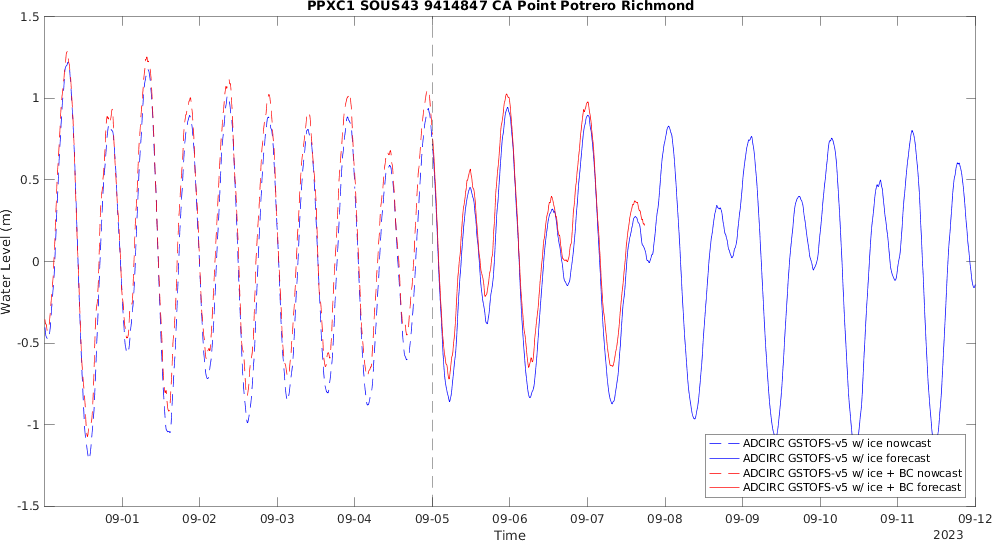 PPXC1 SOUS43 9414847 CA Point Potrero Richmond
1.5
1
0.5
0
-0.5
-1
-1.5
Water Level (m)
09-01 09-02 09-03 09-04 09-05 09-06 09-07 09-08 09-09 09-10 09-11 09-12
Time
2023
ADCIRC GSTOFS-v5 w/ ice nowcast
ADCIRC GSTOFS-v5 w/ ice forecast
ADCIRC GSTOFS-v5 w/ ice + BC nowcast
ADCIRC GSTOFS-v5 w/ ice + BC forecast